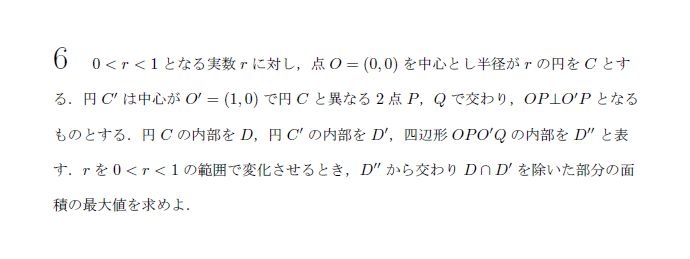 6 0 < r < 1 となる実数 r に対し，点 O = (0, 0) を中心とし半径が r の円を C とす
る．円 C′ は中心が O′ = (1, 0) で円 C と異なる 2 点 P，Q で交わり，OP⊥O′P となる
ものとする．円 C の内部を D，円 C′ の内部を D′，四辺形 OPO′Q の内部を D′′ と表
す．r を 0 < r < 1 の範囲で変化させるとき，D′′ から交わり D ∩ D′ を除いた部分の面
積の最大値を求めよ．